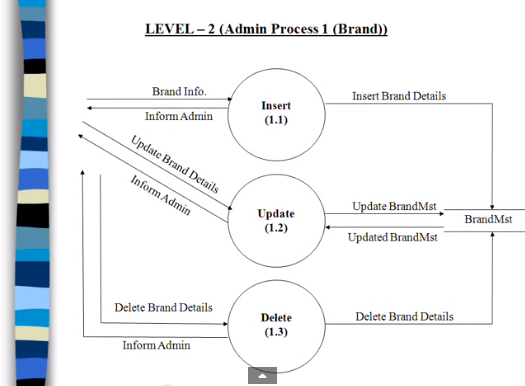 LEVEL – 2 (Admin Process 1 (Brand))
Brand Info.
Inform Admin
Insert
(1.1)
Insert Brand Details
Update Brand Details
Inform Admin
Update
(1.2)
Update BrandMst
Updated BrandMst
BrandMst
Delete Brand Details
Inform Admin
Delete
(1.3)
Delete Brand Details